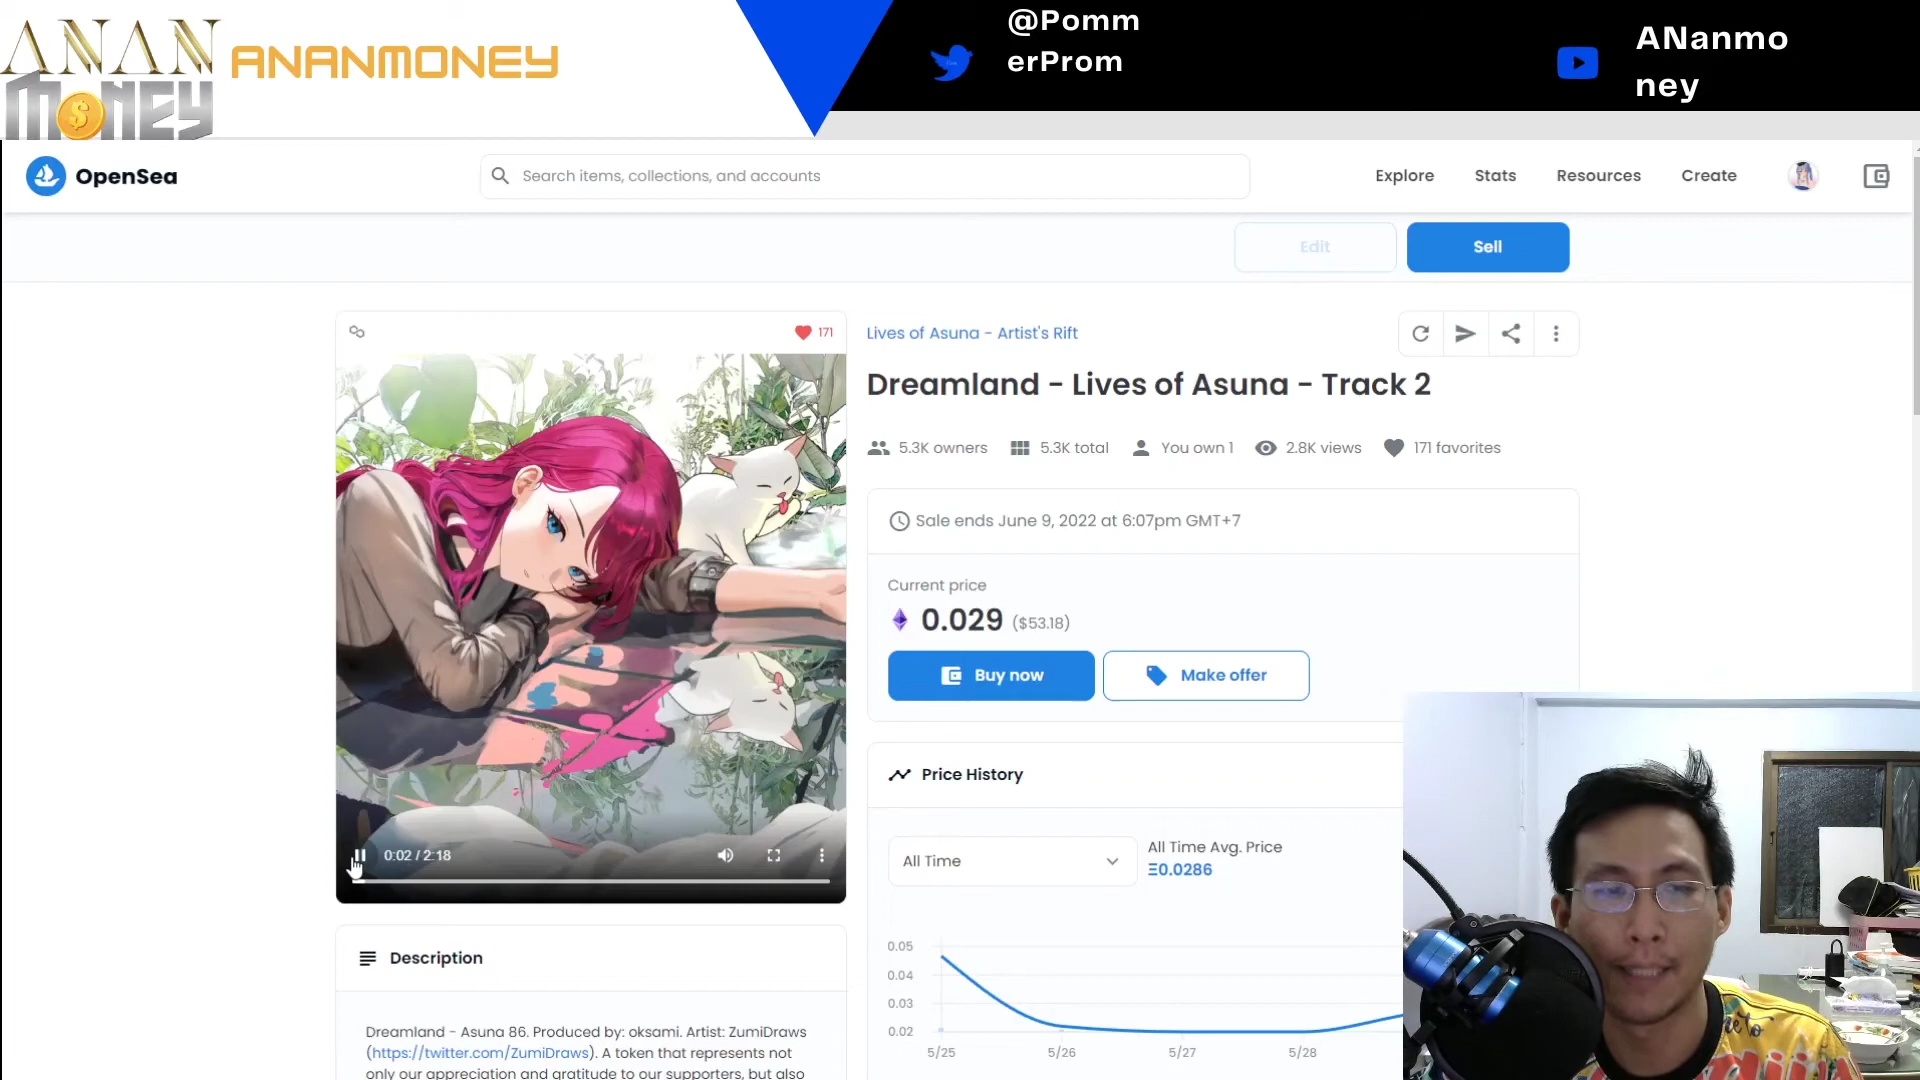 ANAN
MONEY
$
ANANMONEY
@Pomm
erProm
ANanmo
ney
OpenSea
Search items, collections, and accounts
Explore
Stats
Resources
Create
Edit
Sell
171
Lives of Asuna - Artist's Rift
Dreamland - Lives of Asuna - Track 2
5.3K owners
5.3K total
You own 1
2.8K views
171 favorites
Sale ends June 9, 2022 at 6:07pm GMT+7
Current price
0.029 ($53.18)
Buy now
Make offer
Price History
0:02 / 2:18
All Time
All Time Avg. Price
Ξ0.0286
0.05
0.04
0.03
0.02
5/25
5/26
5/27
5/28
Description
Dreamland - Asuna 86. Produced by: oksami. Artist: ZumiDraws
(https://twitter.com/ZumiDraws). A token that represents not
only our appreciation and gratitude to our supporters, but also